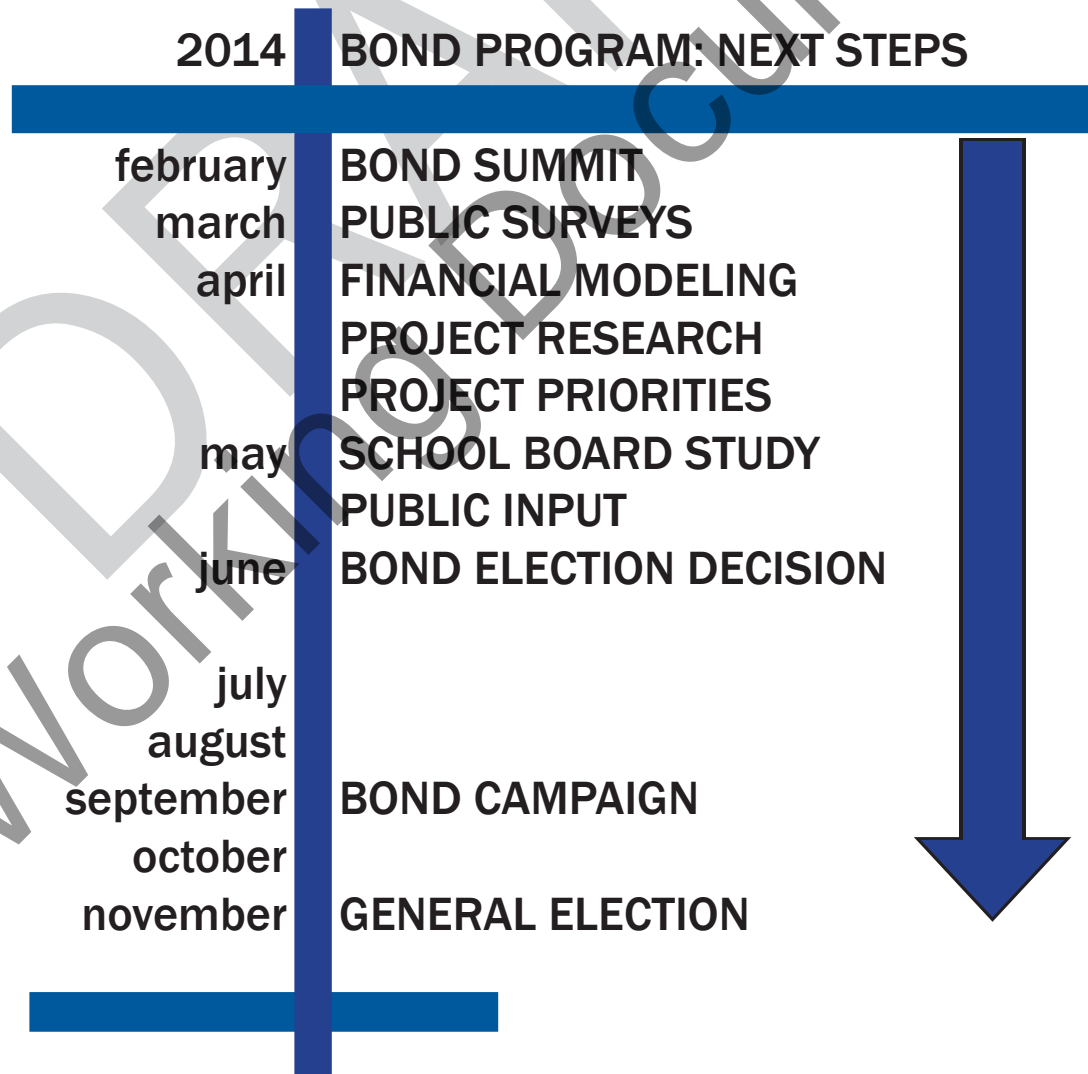 2014 BOND PROGRAM: NEXT STEPS
february BOND SUMMIT
march PUBLIC SURVEYS
april FINANCIAL MODELING
PROJECT RESEARCH
PROJECT PRIORITIES
may SCHOOL BOARD STUDY
PUBLIC INPUT
june BOND ELECTION DECISION
july
august
september BOND CAMPAIGN
october
november GENERAL ELECTION
Working